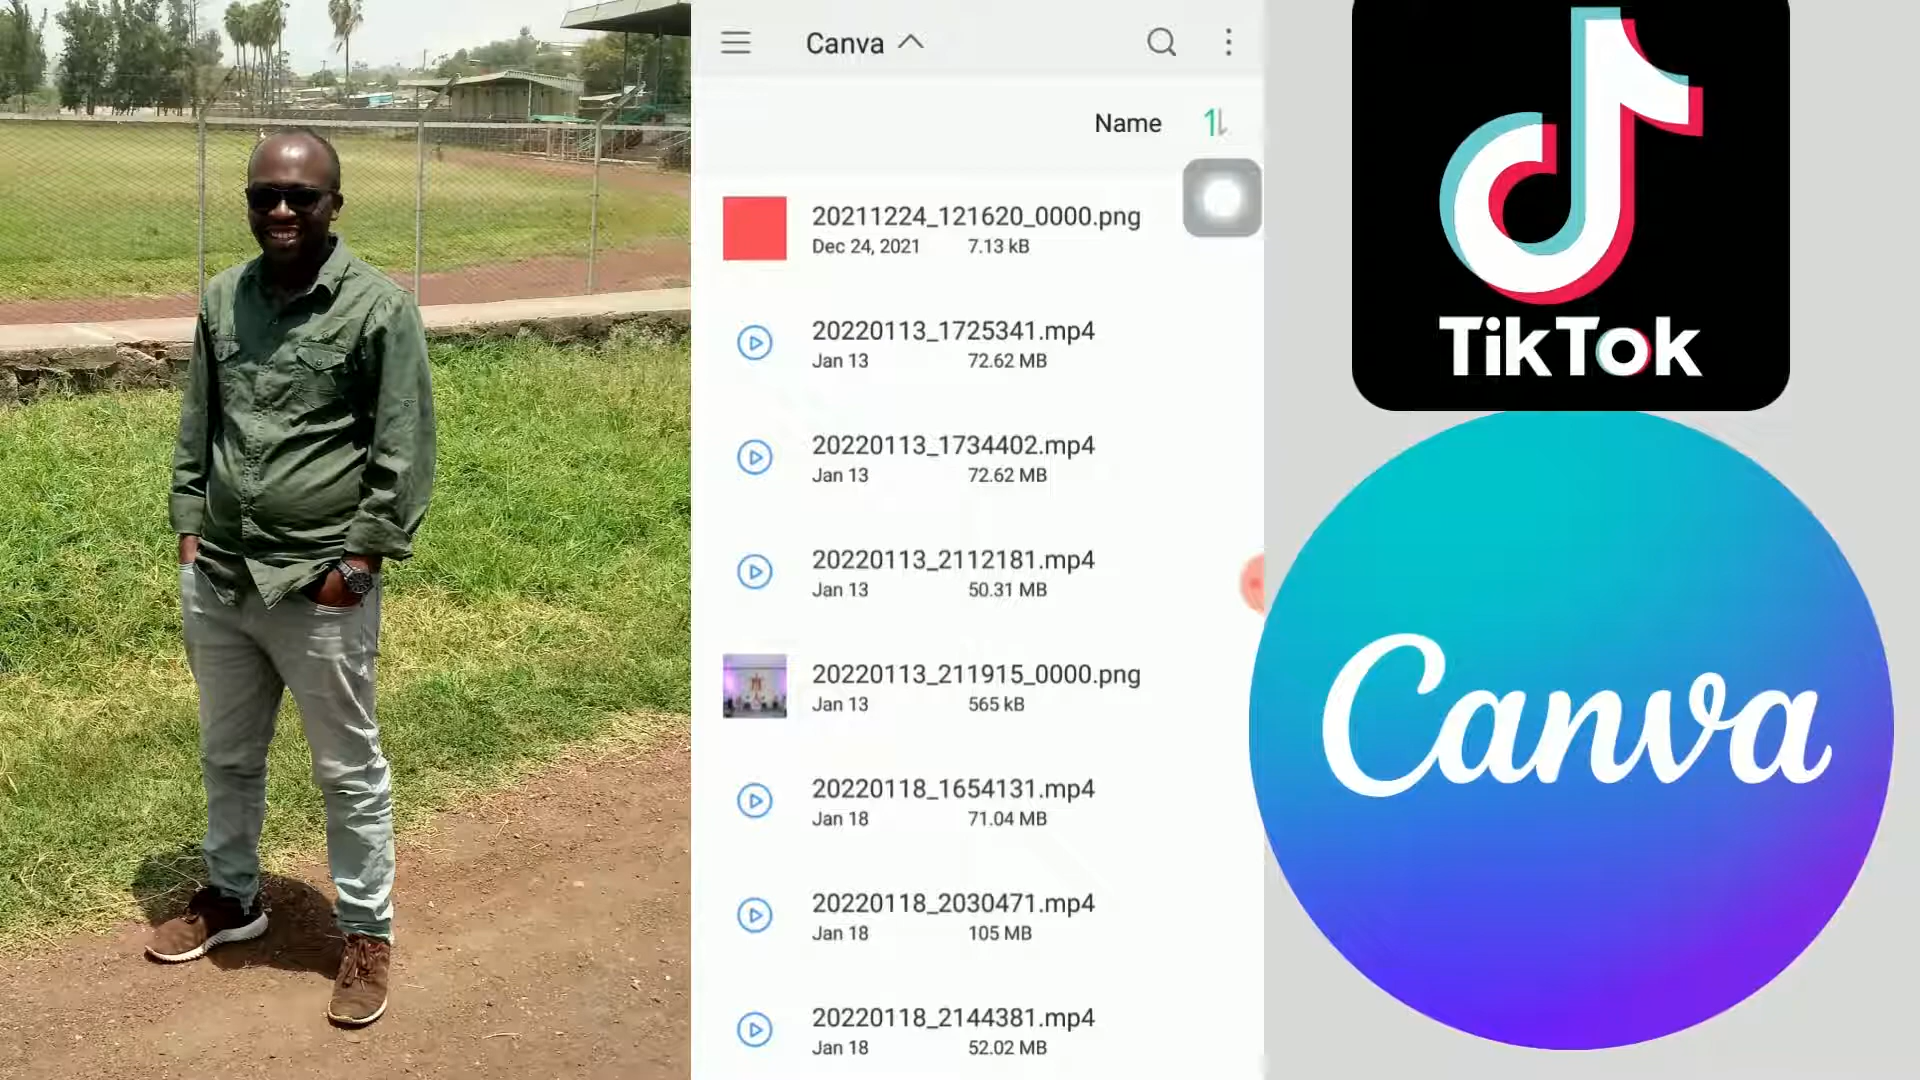 Canva
Name
20211224_121620_0000.png
Dec 24, 2021 7.13 kB
20220113_1725341.mp4
Jan 13 72.62 MB
20220113_1734402.mp4
Jan 13 72.62 MB
20220113_2112181.mp4
Jan 13 50.31 MB
20220113_211915_0000.png
Jan 13 565 kB
20220118_1654131.mp4
Jan 18 71.04 MB
20220118_2030471.mp4
Jan 18 105 MB
20220118_2144381.mp4
Jan 18 52.02 MB
TikTok
Canva